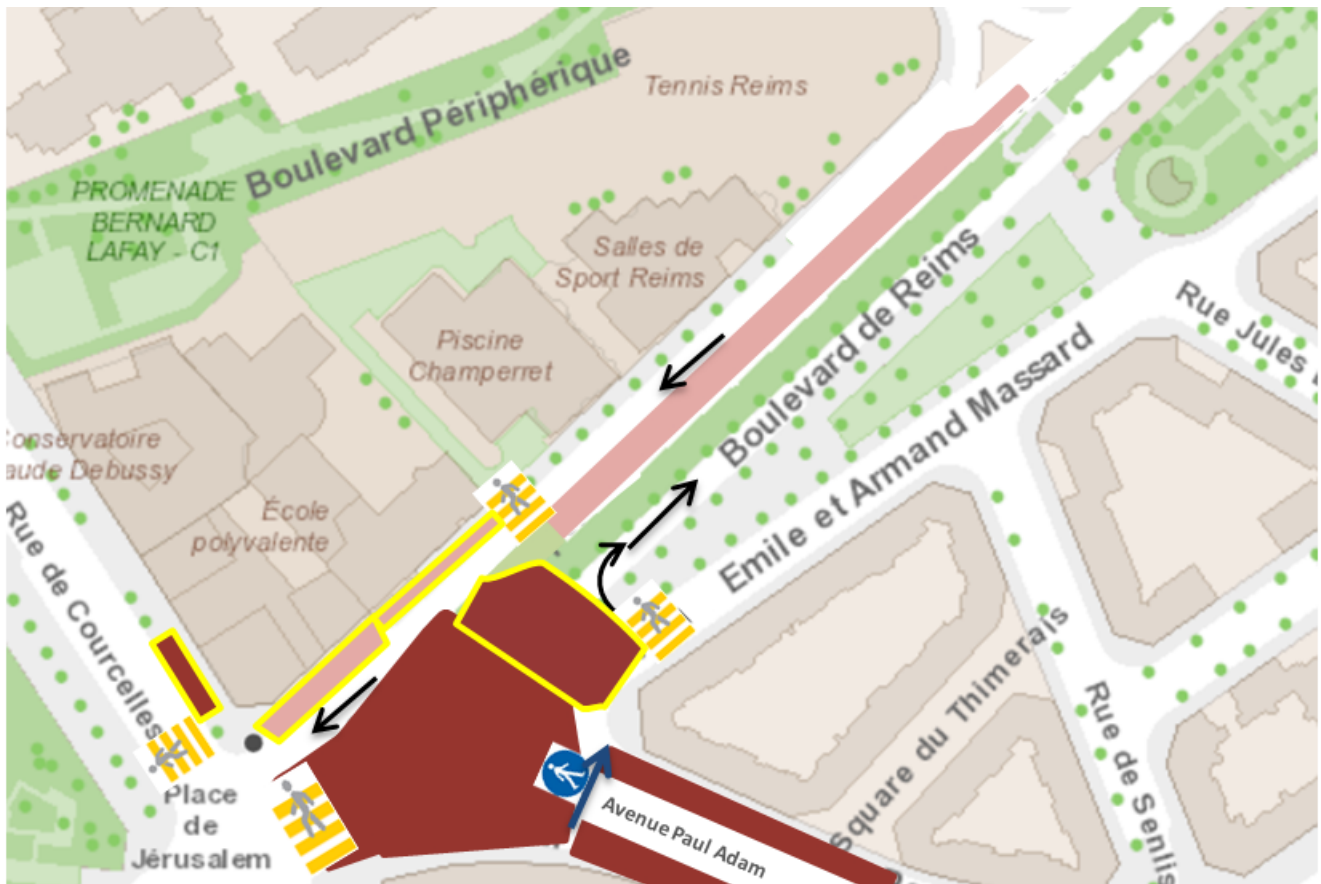 Tennis Reims
Boulevard Périphérique
PROMENADE
BERNARD
LAFAY - C1
Salles de
Sport Reims
Piscine
Champerret
Boulevard de Reims
Rue Jules
Emile et Armand Massard
onservatoire
aude Debussy
École
polyvalente
Rue de Courcelles
Square du Thimerais
Rue de Senlis
Place
de
Jérusalem
Avenue Paul Adam